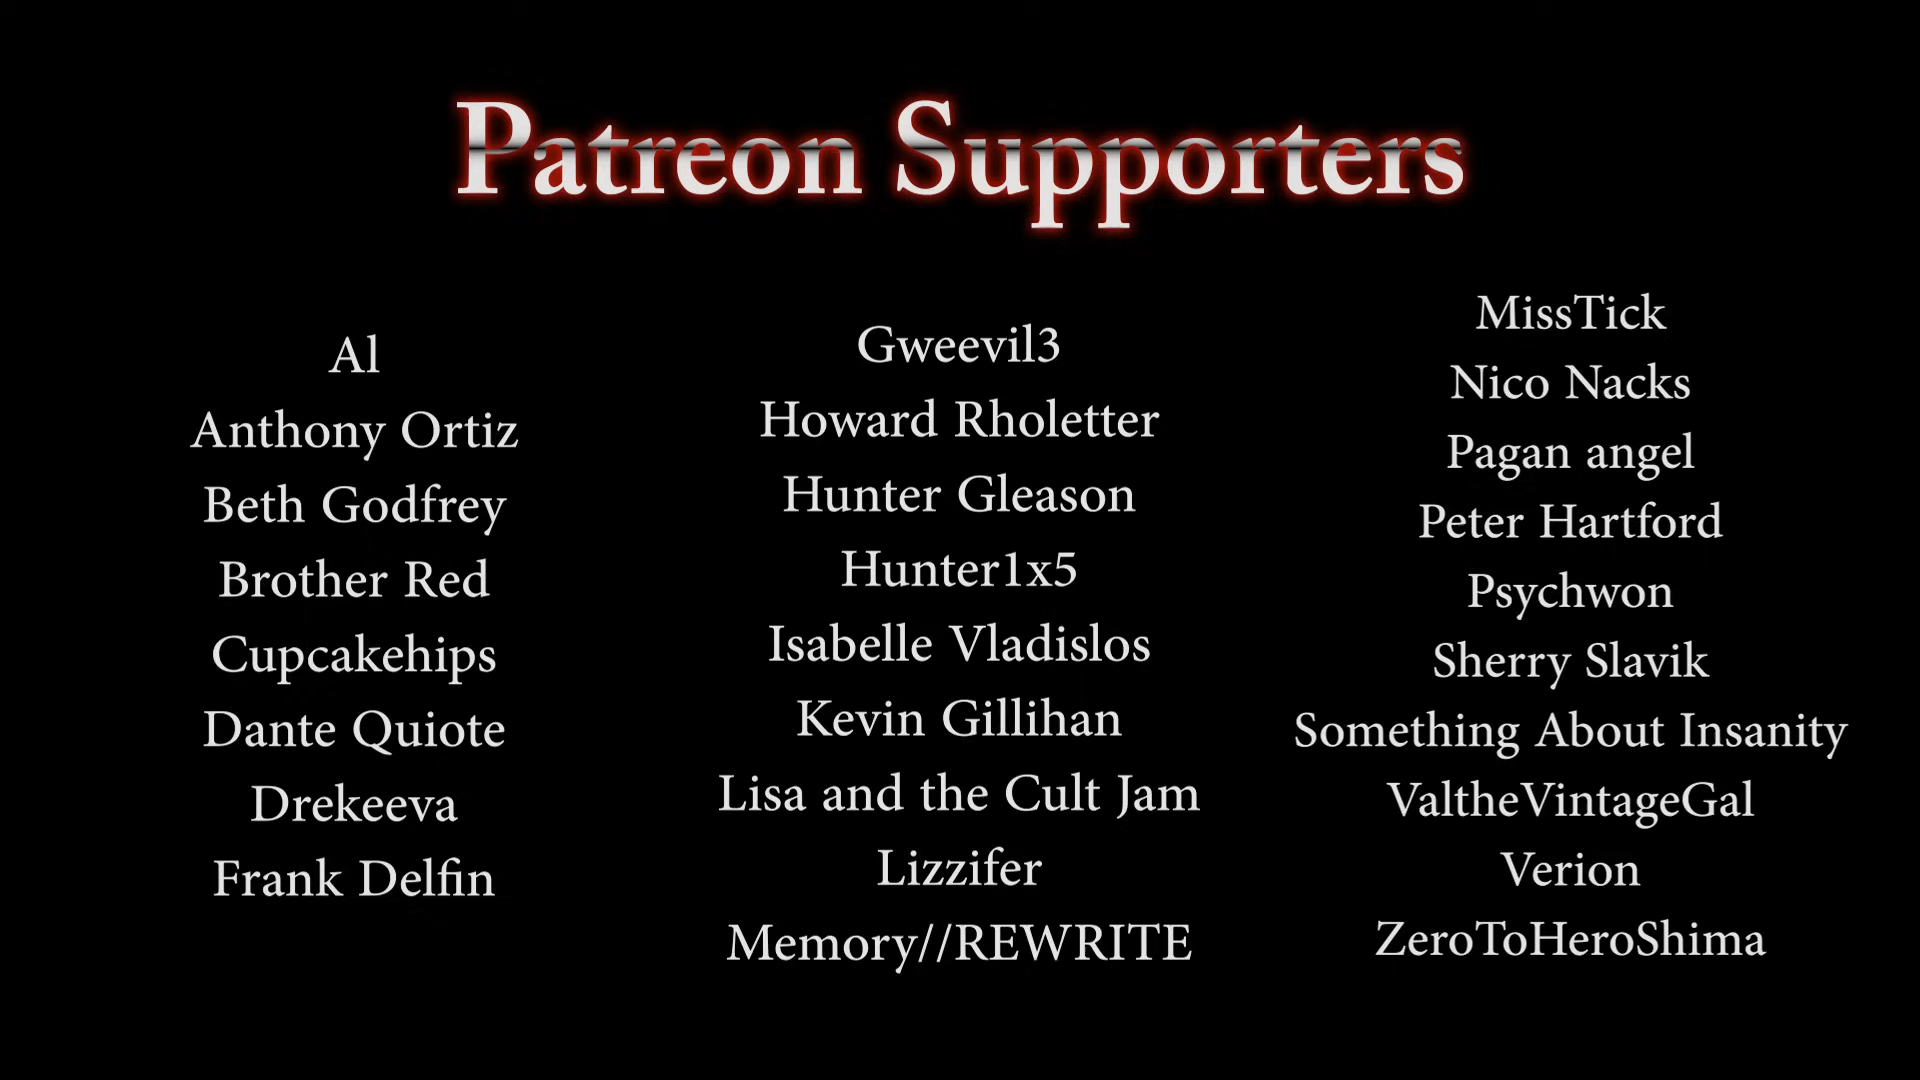 Patreon Supporters
Al
Anthony Ortiz
Beth Godfrey
Brother Red
Cupcakehips
Dante Quiote
Drekeeva
Frank Delfin
Gweevil3
Howard Rholetter
Hunter Gleason
Hunter1x5
Isabelle Vladislos
Kevin Gillihan
Lisa and the Cult Jam
Lizzifer
Memory//REWRITE
MissTick
Nico Nacks
Pagan angel
Peter Hartford
Psychwon
Sherry Slavik
Something About Insanity
ValtheVintageGal
Verion
ZeroToHeroShima